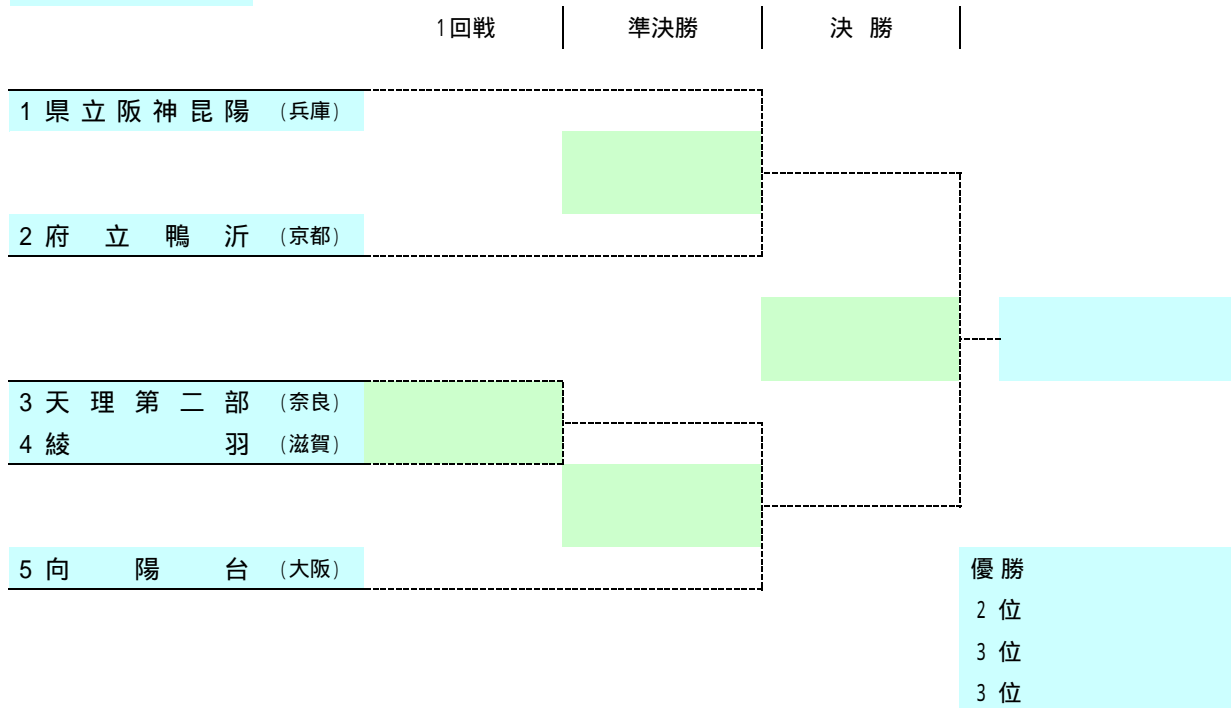 1回戦 準決勝 決 勝
1 県立阪神昆陽 (兵庫)
2 府立鴨沂 (京都)
3 天理第二部 (奈良)
4 綾羽 (滋賀)
5 向陽台 (大阪)
優勝
2 位
3 位
3 位